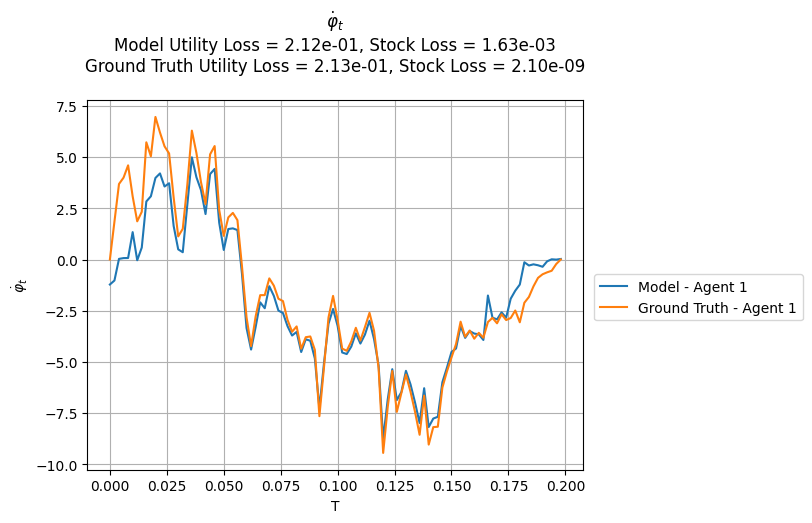 φ̇ₜ
Model Utility Loss = 2.12e-01, Stock Loss = 1.63e-03
Ground Truth Utility Loss = 2.13e-01, Stock Loss = 2.10e-09
7.5
5.0
2.5
0.0
−2.5
−5.0
−7.5
−10.0
φ̇ₜ
0.000 0.025 0.050 0.075 0.100 0.125 0.150 0.175 0.200
T
Model - Agent 1
Ground Truth - Agent 1